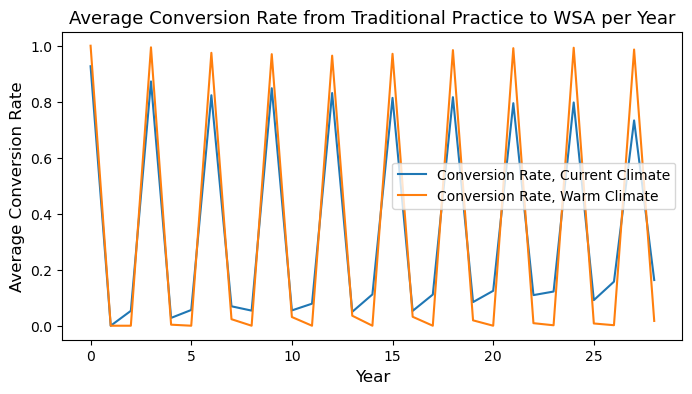 Average Conversion Rate from Traditional Practice to WSA per Year
Average Conversion Rate
1.0
0.8
0.6
0.4
0.2
0.0
Conversion Rate, Current Climate
Conversion Rate, Warm Climate
0 5 10 15 20 25
Year